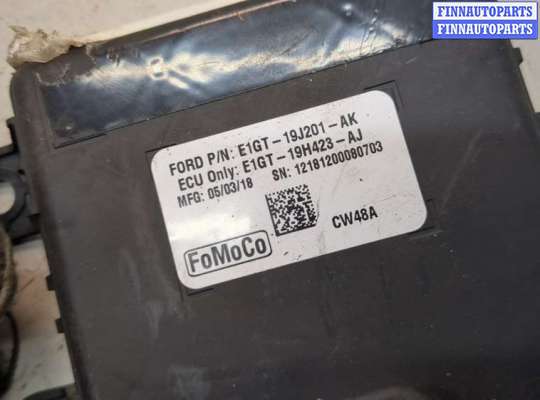 FINNAUTOPARTS
FINNAUTOPARTS
FORD P/N: E1GT-19J201-AK
ECU Only: E1GT-19H423-AJ
MFG: 05/03/18 SN: 12181200080703
CW48A
FoMoCo